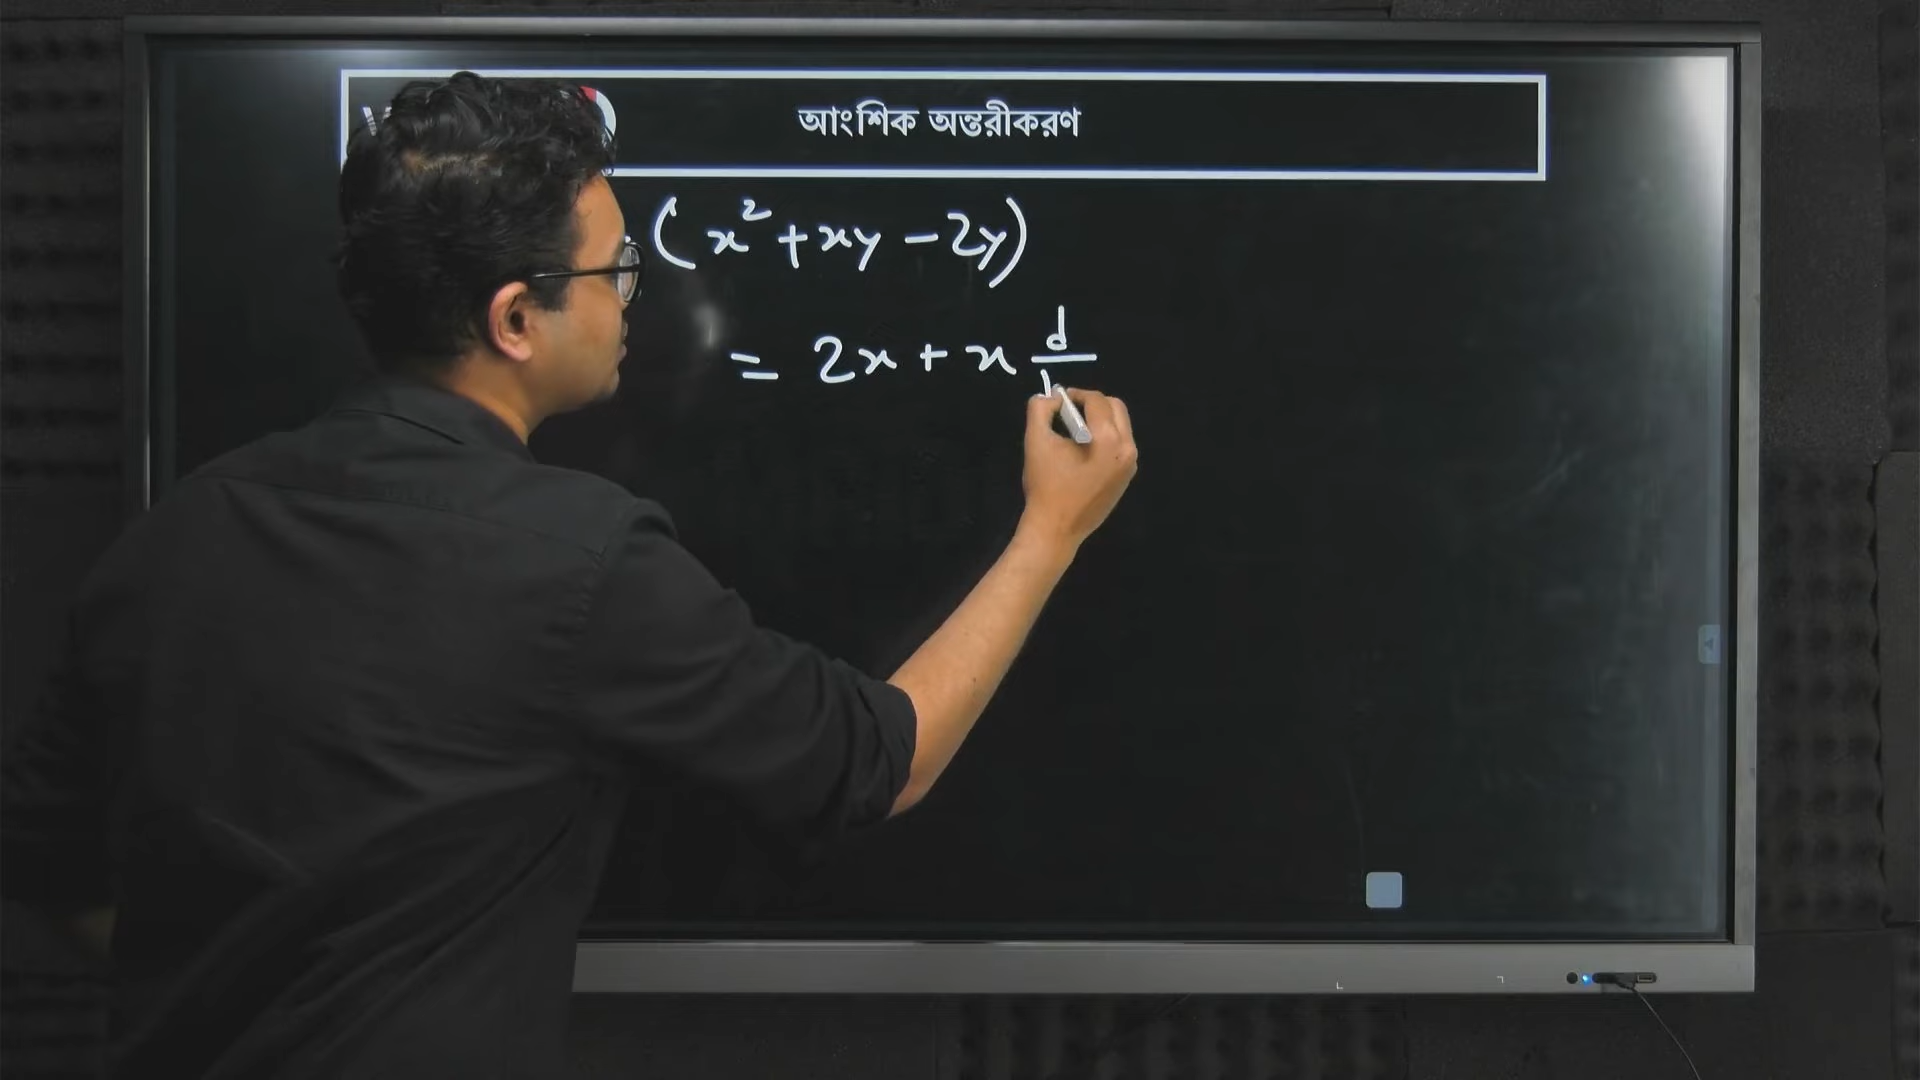 আংশিক অন্তরীকরণ
(x² + xy - 2y)
= 2x + x d